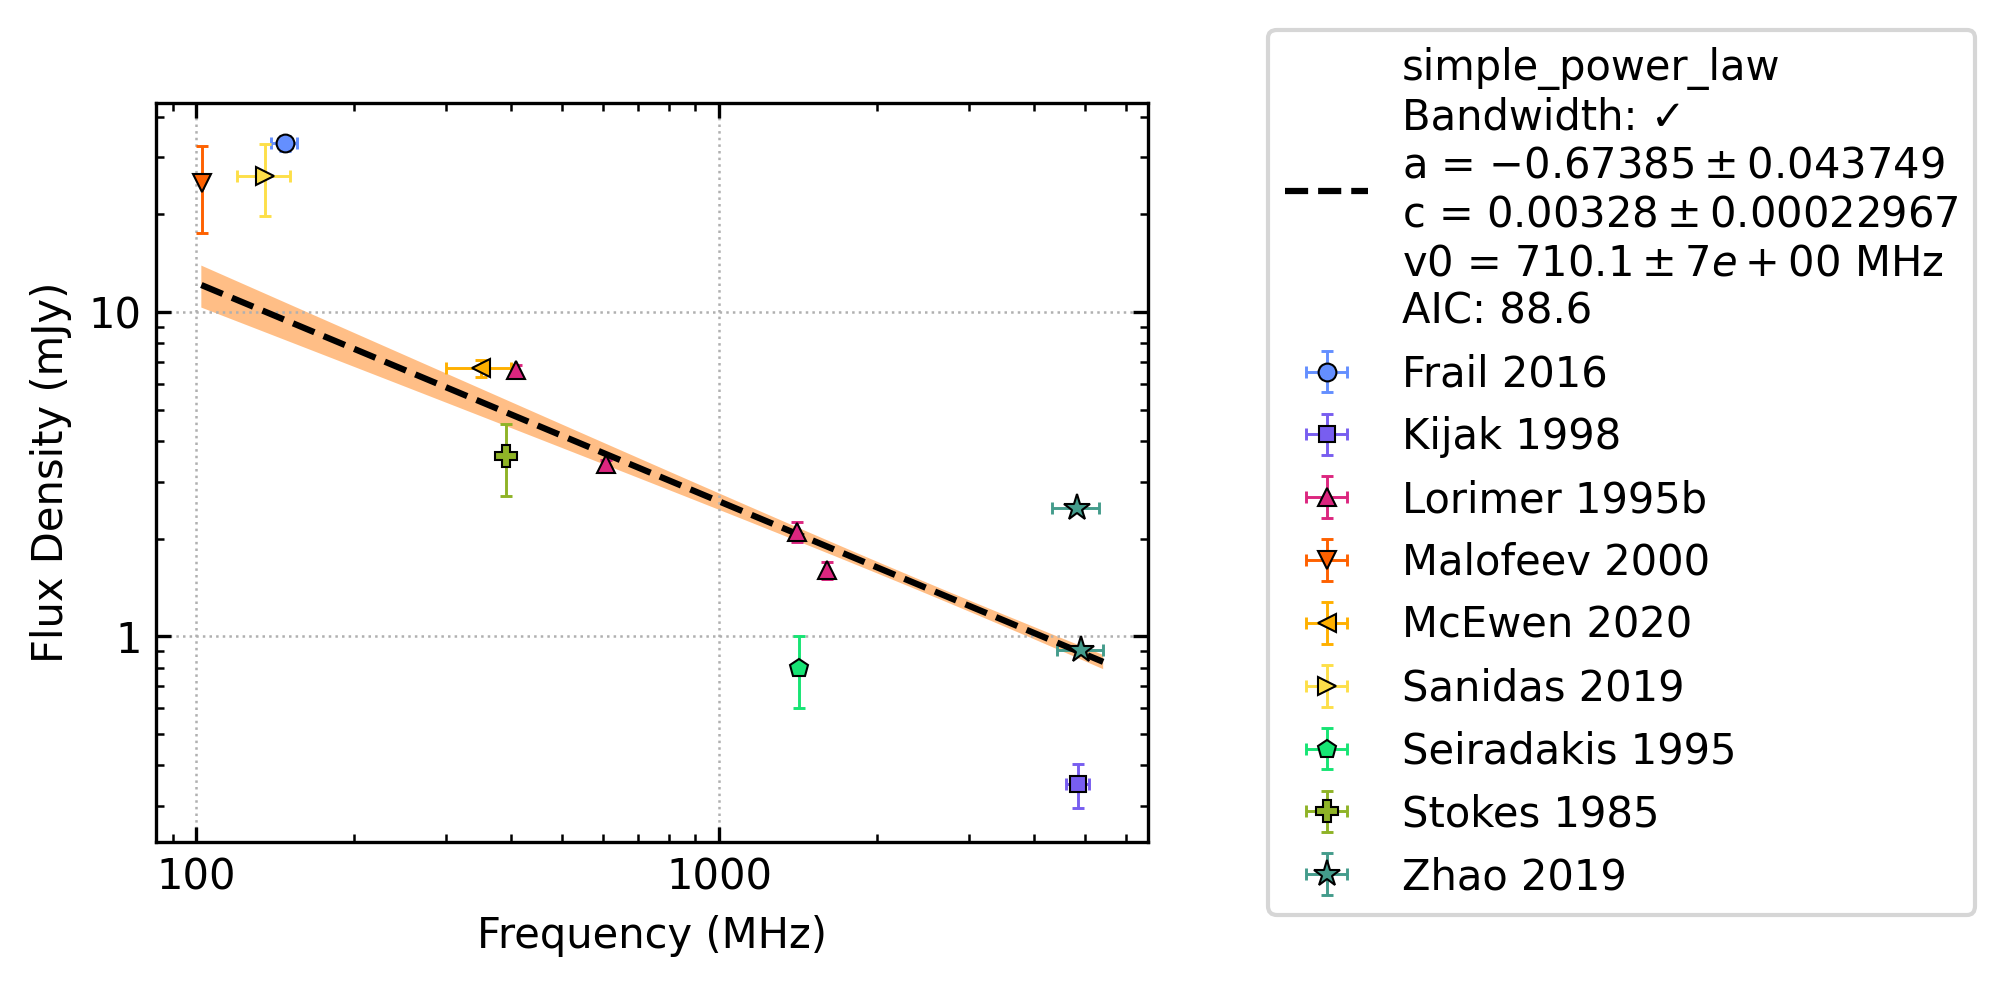 simple_power_law
Bandwidth: ✓
a = −0.67385 ± 0.043749
c = 0.00328 ± 0.00022967
v0 = 710.1 ± 7e + 00 MHz
AIC: 88.6
Frail 2016
Kijak 1998
Lorimer 1995b
Malofeev 2000
McEwen 2020
Sanidas 2019
Seiradakis 1995
Stokes 1985
Zhao 2019
Flux Density (mJy)
10
1
100
1000
Frequency (MHz)